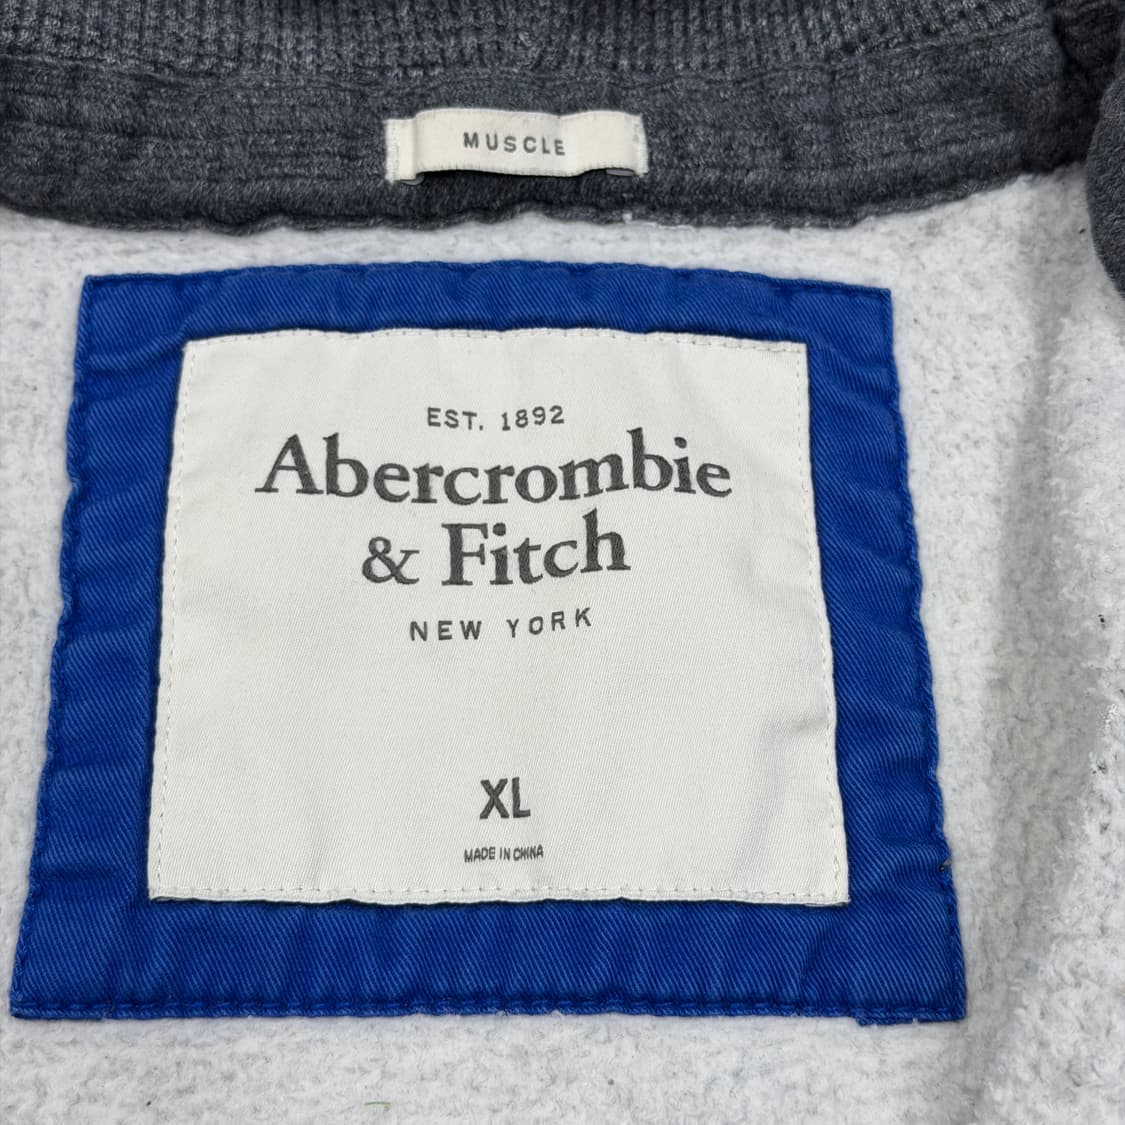 MUSCLE
EST. 1892
Abercrombie
& Fitch
NEW YORK
XL
MADE IN CHINA